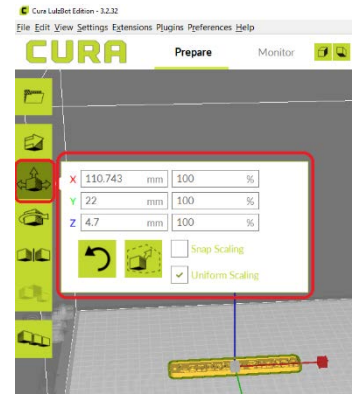 Cura LulzBot Edition - 3.2.32
File Edit View Settings Extensions Plugins Preferences Help
CURA Prepare Monitor
X 110.743 mm 100 %
Y 22 mm 100 %
Z 4.7 mm 100 %
Snap Scaling
Uniform Scaling